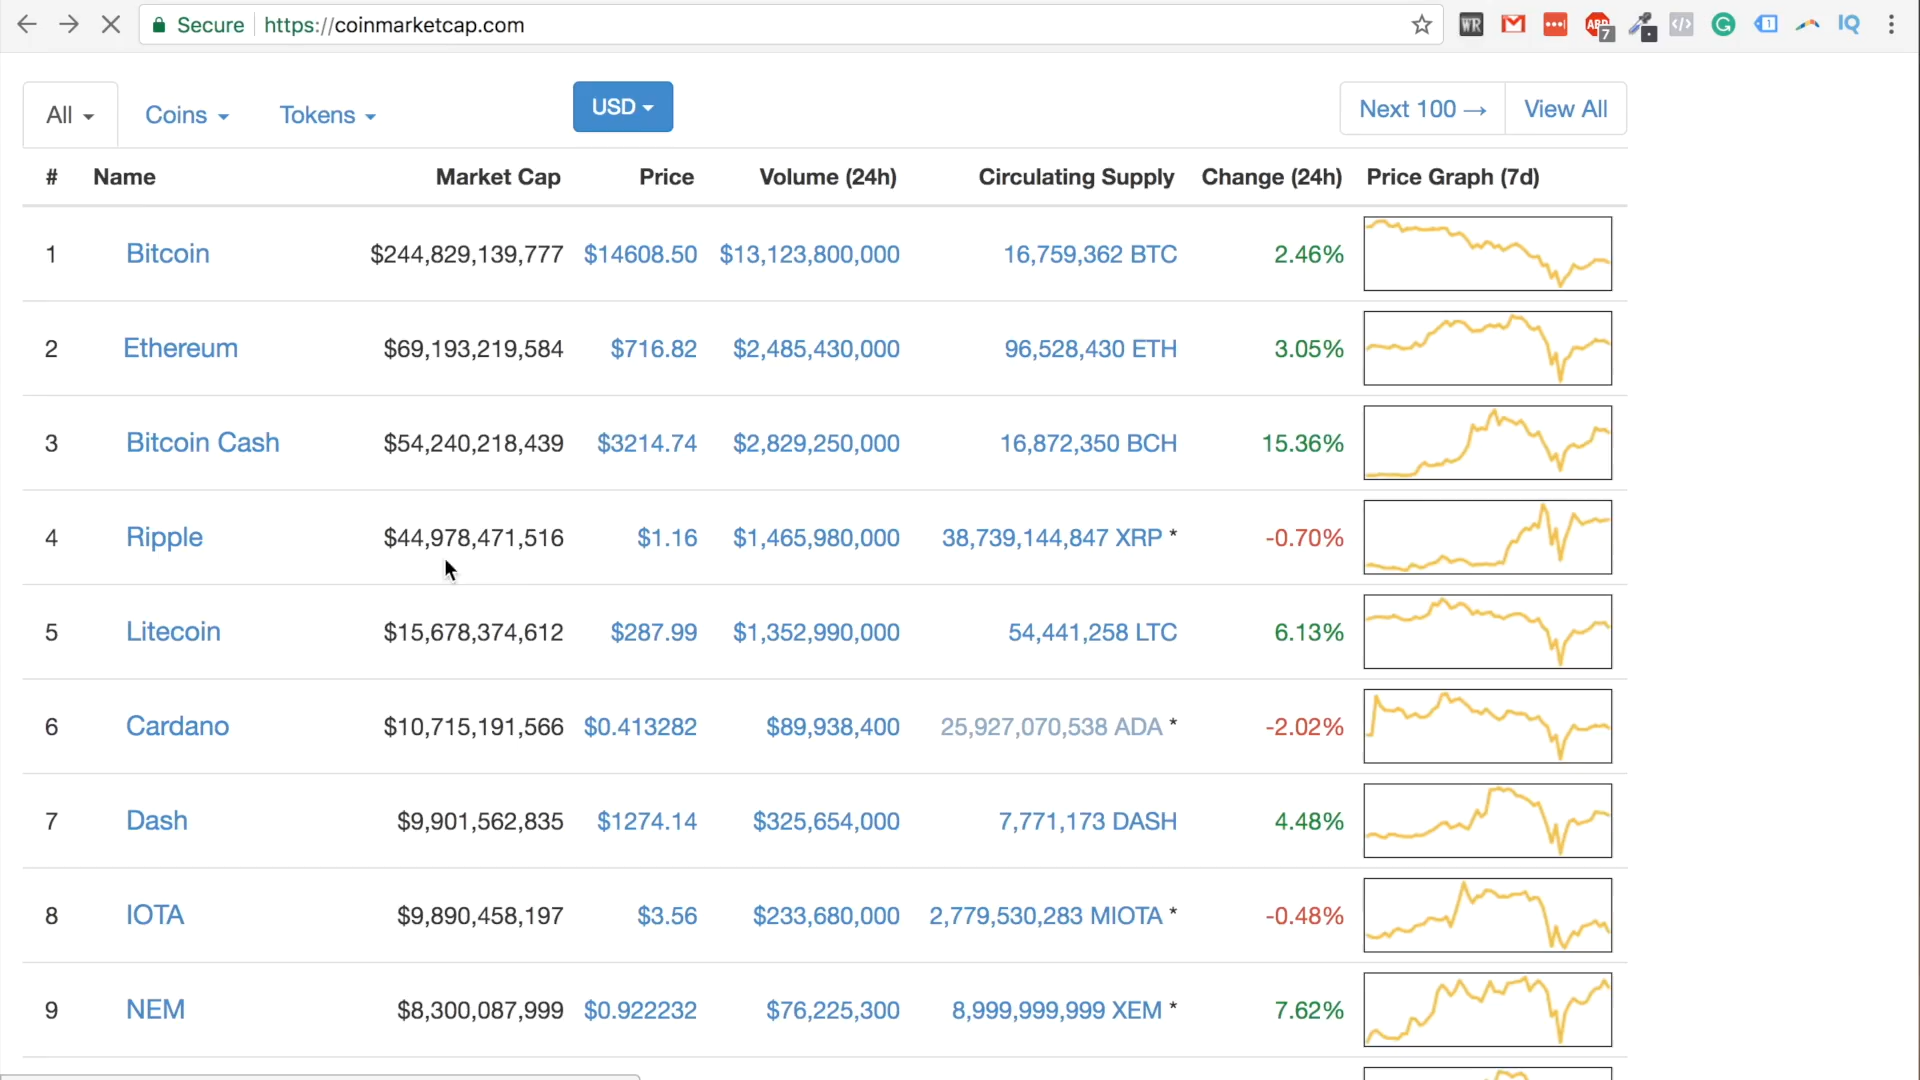 Secure https://coinmarketcap.com WR ABP 7 G 1 IQ
All Coins Tokens USD Next 100 → View All
# Name Market Cap Price Volume (24h) Circulating Supply Change (24h) Price Graph (7d)
1 Bitcoin $244,829,139,777 $14608.50 $13,123,800,000 16,759,362 BTC 2.46%
2 Ethereum $69,193,219,584 $716.82 $2,485,430,000 96,528,430 ETH 3.05%
3 Bitcoin Cash $54,240,218,439 $3214.74 $2,829,250,000 16,872,350 BCH 15.36%
4 Ripple $44,978,471,516 $1.16 $1,465,980,000 38,739,144,847 XRP * -0.70%
5 Litecoin $15,678,374,612 $287.99 $1,352,990,000 54,441,258 LTC 6.13%
6 Cardano $10,715,191,566 $0.413282 $89,938,400 25,927,070,538 ADA * -2.02%
7 Dash $9,901,562,835 $1274.14 $325,654,000 7,771,173 DASH 4.48%
8 IOTA $9,890,458,197 $3.56 $233,680,000 2,779,530,283 MIOTA * -0.48%
9 NEM $8,300,087,999 $0.922232 $76,225,300 8,999,999,999 XEM * 7.62%